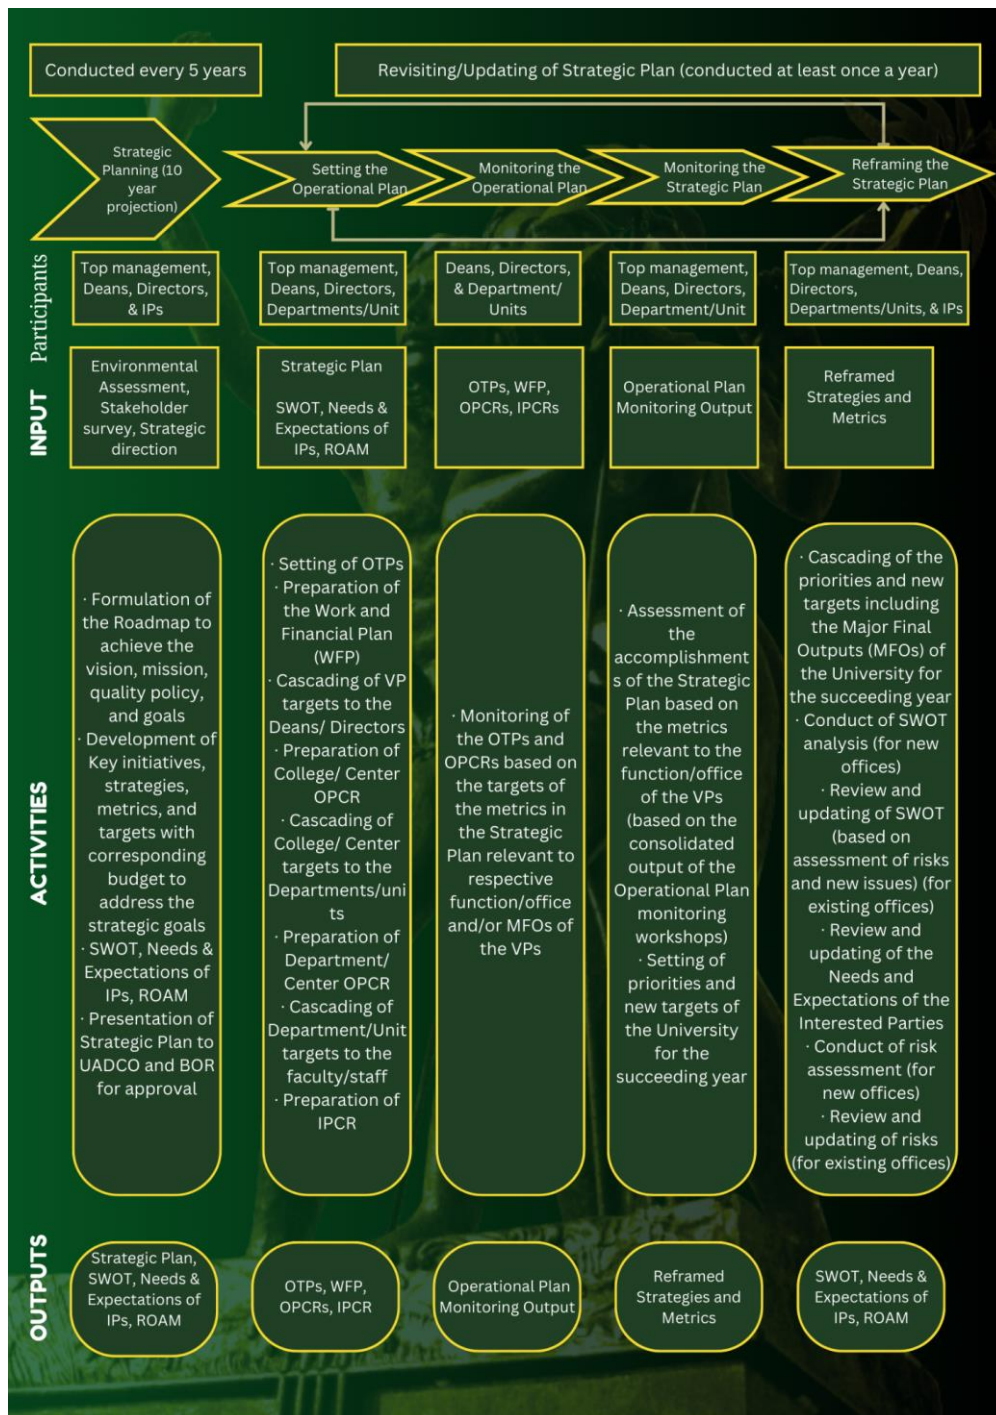 Conducted every 5 years
Revisiting/Updating of Strategic Plan (conducted at least once a year)
Strategic
Planning (10
year
projection)
Setting the
Operational Plan
Monitoring the
Operational Plan
Monitoring the
Strategic Plan
Reframing the
Strategic Plan
Participants
Top management,
Deans, Directors,
& IPs
Top management,
Deans, Directors,
Departments/Unit
Deans, Directors,
& Department/
Units
Top management,
Deans, Directors,
Department/Unit
Top management, Deans,
Directors,
Departments/Units, & IPs
INPUT
Environmental
Assessment,
Stakeholder
survey, Strategic
direction
Strategic Plan
SWOT, Needs &
Expectations of
IPs, ROAM
OTPs, WFP,
OPCRs, IPCRs
Operational Plan
Monitoring Output
Reframed
Strategies and
Metrics
ACTIVITIES
· Formulation of
the Roadmap to
achieve the
vision, mission,
quality policy,
and goals
· Development of
Key initiatives,
strategies,
metrics, and
targets with
corresponding
budget to
address the
strategic goals
· SWOT, Needs &
Expectations of
IPs, ROAM
· Presentation of
Strategic Plan to
UADCO and BOR
for approval
· Setting of OTPs
· Preparation of
the Work and
Financial Plan
(WFP)
· Cascading of VP
targets to the
Deans/ Directors
· Preparation of
College/ Center
OPCR
· Cascading of
College/ Center
targets to the
Departments/uni
ts
· Preparation of
Department/
Center OPCR
· Cascading of
Department/Unit
targets to the
faculty/staff
· Preparation of
IPCR
· Monitoring of
the OTPs and
OPCRs based on
the targets of
the metrics in
the Strategic
Plan relevant to
respective
function/office
and/or MFOs of
the VPs
· Assessment of
the
accomplishment
s of the Strategic
Plan based on
the metrics
relevant to the
function/office
of the VPs
(based on the
consolidated
output of the
Operational Plan
monitoring
workshops)
· Setting of
priorities and
new targets of
the University
for the
succeeding year
· Cascading of the
priorities and new
targets including
the Major Final
Outputs (MFOs) of
the University for
the succeeding year
· Conduct of SWOT
analysis (for new
offices)
· Review and
updating of SWOT
(based on
assessment of risks
and new issues) (for
existing offices)
· Review and
updating of the
Needs and
Expectations of the
Interested Parties
· Conduct of risk
assessment (for
new offices)
· Review and
updating of risks
(for existing offices)
OUTPUTS
Strategic Plan,
SWOT, Needs &
Expectations of
IPs, ROAM
OTPs, WFP,
OPCRs, IPCR
Operational Plan
Monitoring Output
Reframed
Strategies and
Metrics
SWOT, Needs &
Expectations of
IPs, ROAM